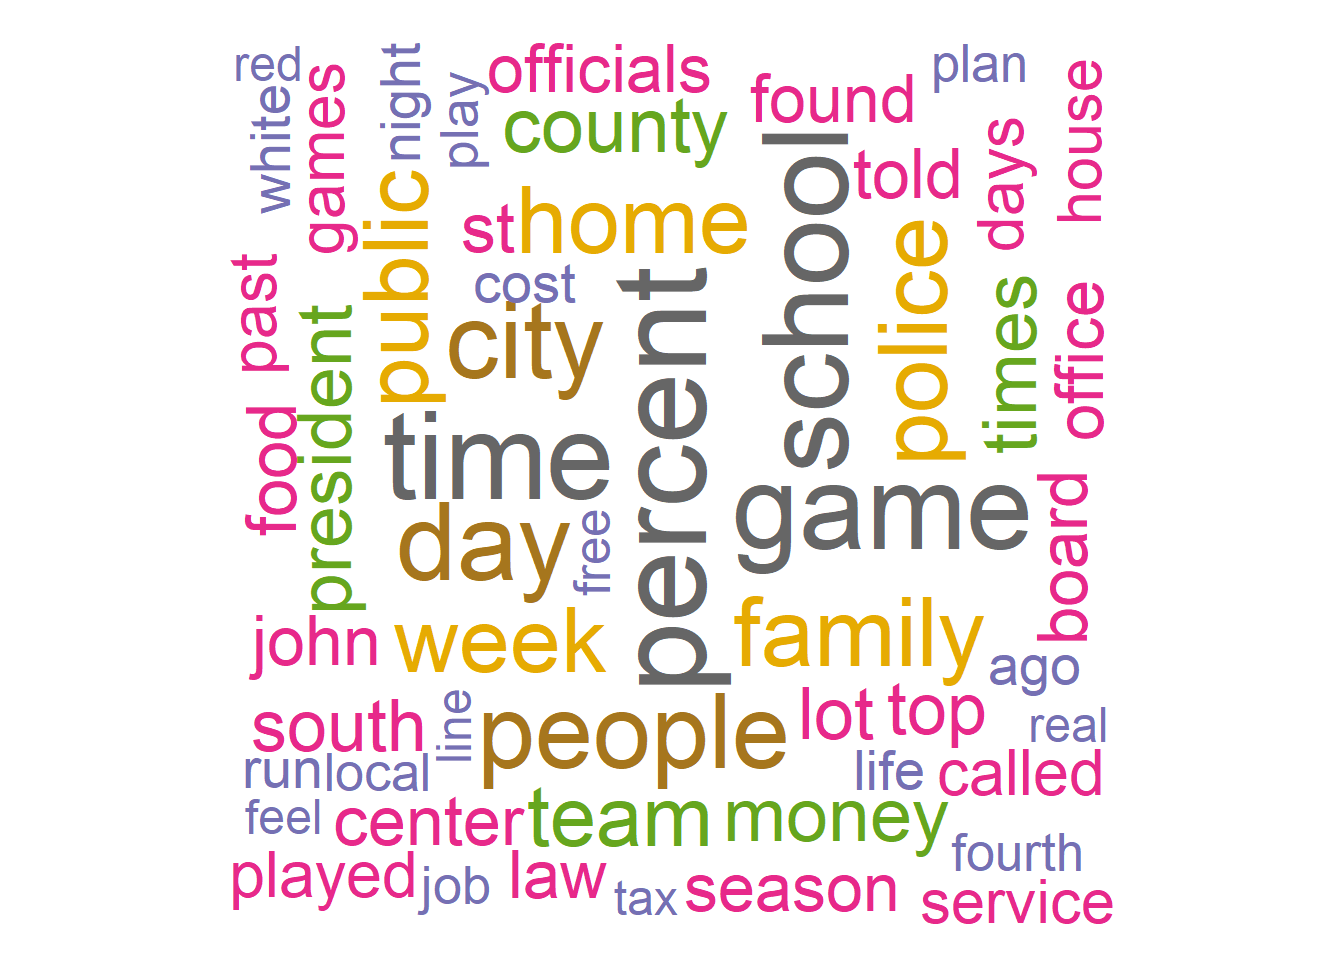 red
white
games
night
play
officials
county
found
plan
house
days
told
school
public
st
home
police
times
past
cost
city
percent
office
president
food
time
game
day
free
board
john
week
family
ago
south
line
people
lot
top
real
run
local
life
called
feel
center
team
money
fourth
played
job
law
tax
season
service